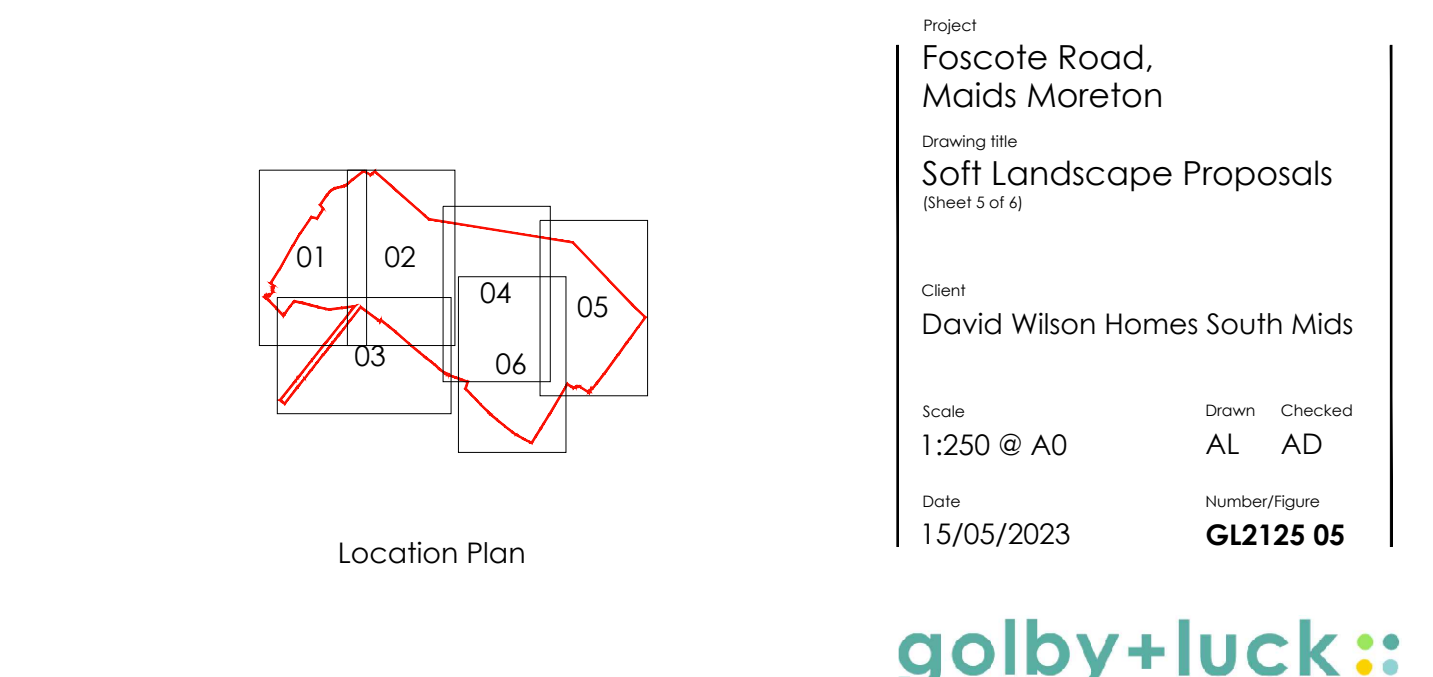 01
02
03
04
05
06
Location Plan
Project
Foscote Road,
Maids Moreton
Drawing title
Soft Landscape Proposals
(Sheet 5 of 6)
Client
David Wilson Homes South Mids
Scale
1:250 @ A0
Drawn Checked
AL AD
Date
15/05/2023
Number/Figure
GL2125 05
golby+luck